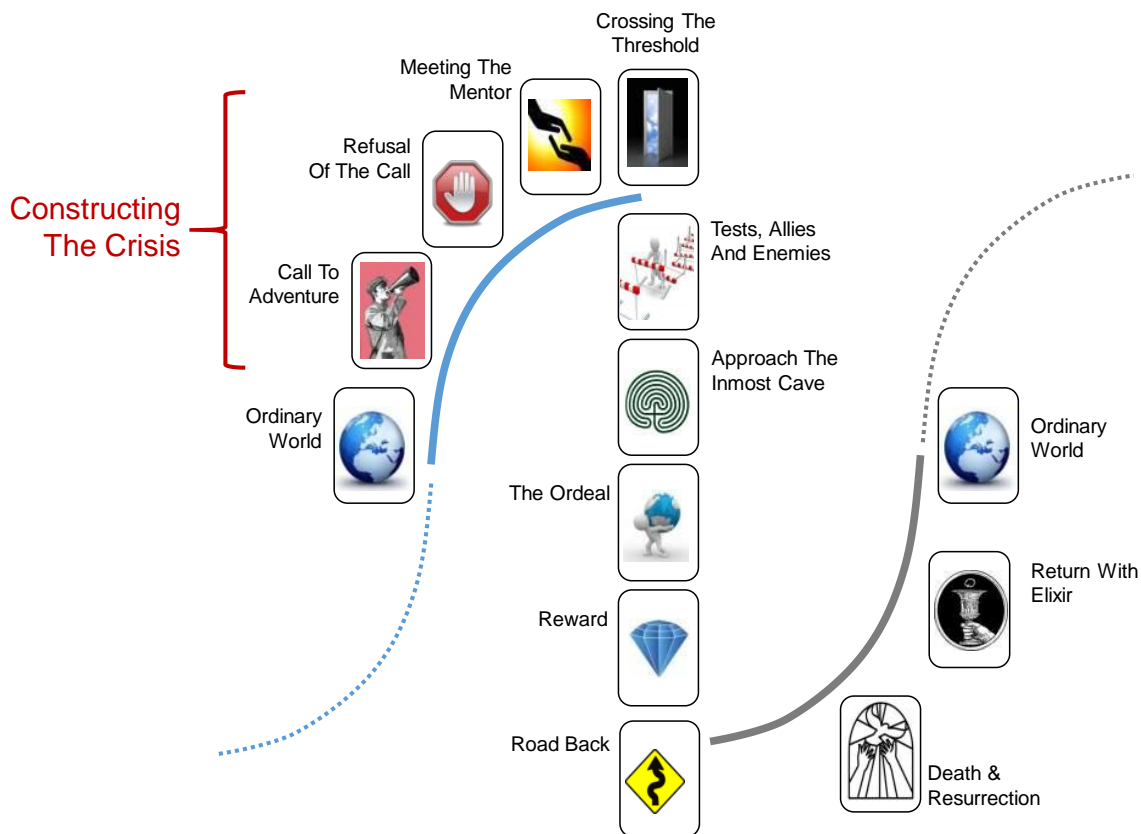 Crossing The
Threshold
Meeting The
Mentor
Refusal
Of The Call
Constructing
The Crisis
Call To
Adventure
Ordinary
World
Tests, Allies
And Enemies
Approach The
Inmost Cave
The Ordeal
Reward
Road Back
Death &
Resurrection
Return With
Elixir
Ordinary
World